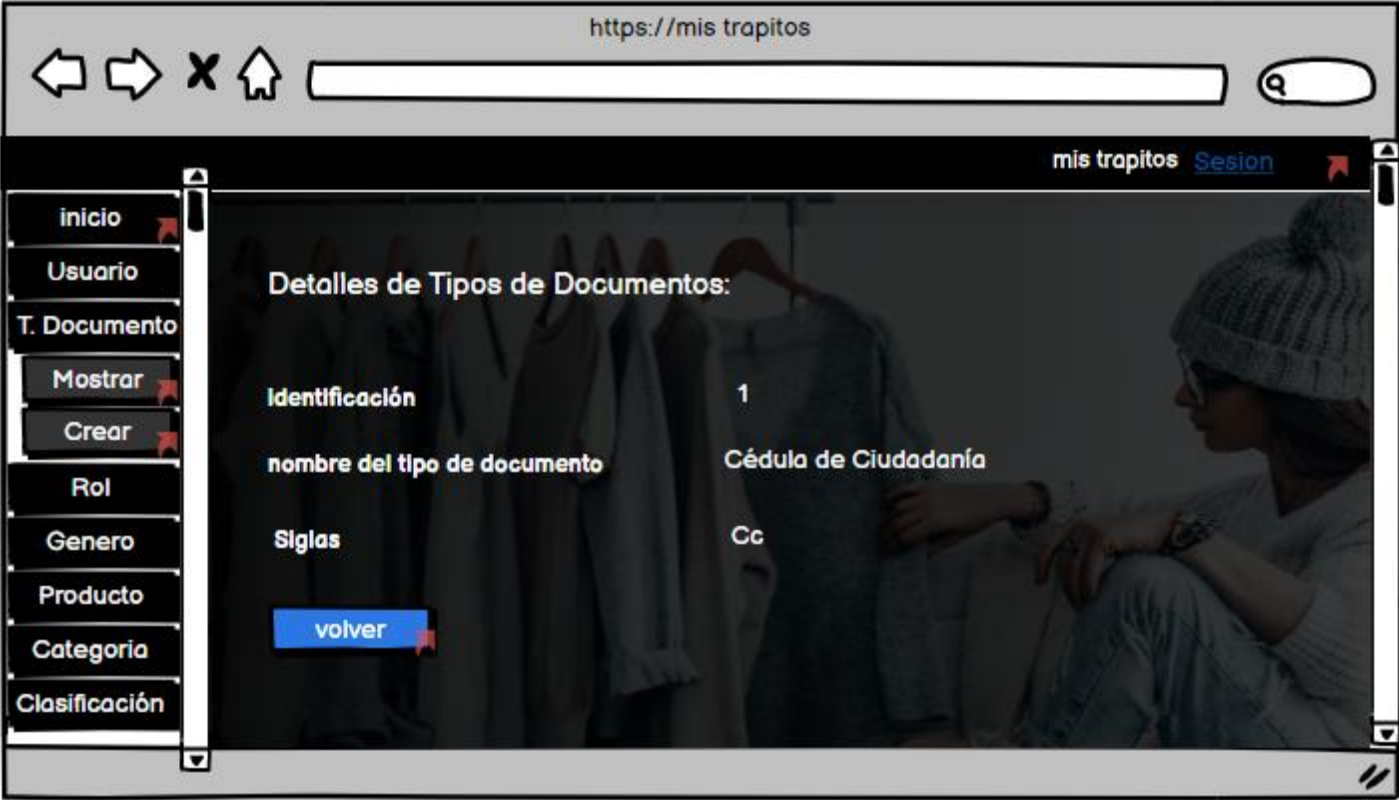 https://mis trapitos
mis trapitos Sesion
inicio
Usuario
T. Documento
Mostrar
Crear
Rol
Genero
Producto
Categoria
Clasificación
Detalles de Tipos de Documentos:
Identificación 1
nombre del tipo de documento Cédula de Ciudadanía
Siglas Cc
volver